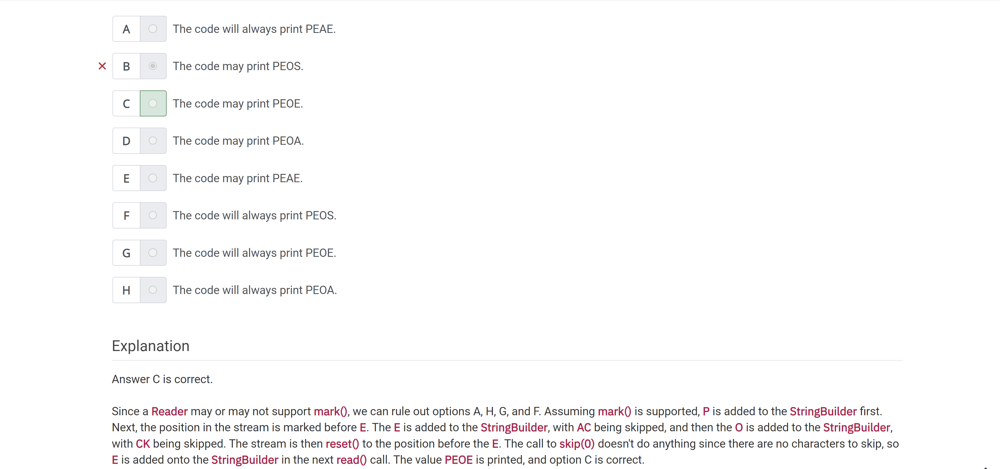 A The code will always print PEAE.
B The code may print PEOS.
C The code may print PEOE.
D The code may print PEOA.
E The code may print PEAE.
F The code will always print PEOS.
G The code will always print PEOE.
H The code will always print PEOA.
Explanation
Answer C is correct.
Since a Reader may or may not support mark(), we can rule out options A, H, G, and F. Assuming mark() is supported, P is added to the StringBuilder first.
Next, the position in the stream is marked before E. The E is added to the StringBuilder, with AC being skipped, and then the O is added to the StringBuilder,
with CK being skipped. The stream is then reset() to the position before the E. The call to skip(0) doesn't do anything since there are no characters to skip, so
E is added onto the StringBuilder in the next read() call. The value PEOE is printed, and option C is correct.